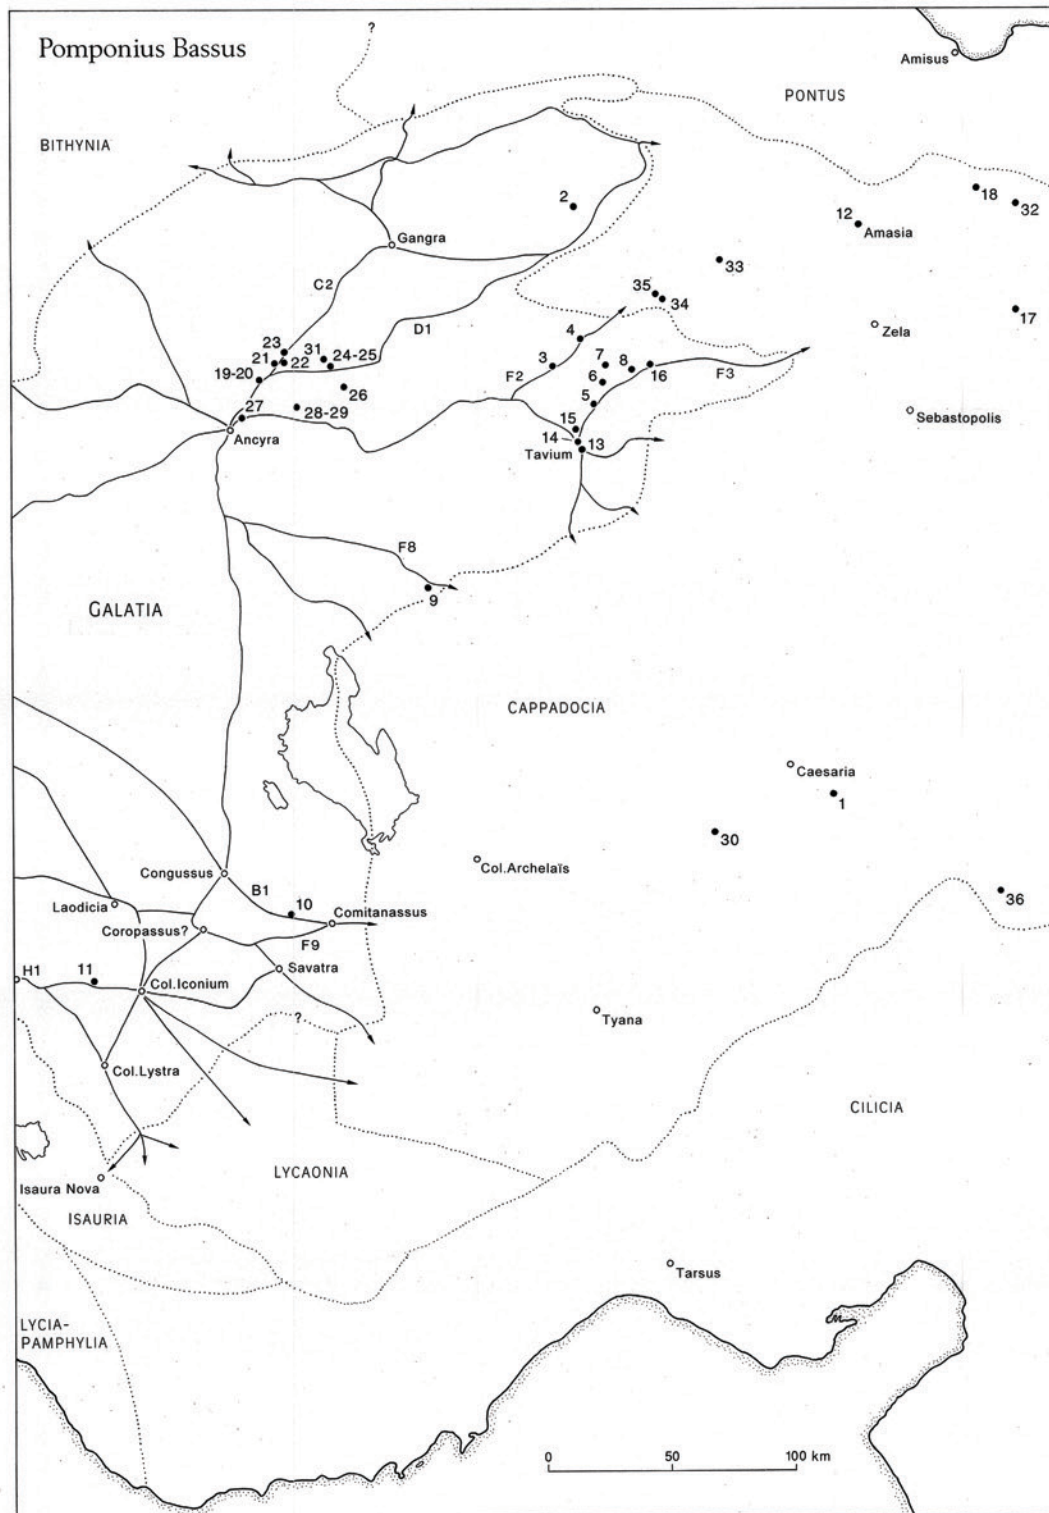 Pomponius Bassus
?
Amisus
PONTUS
BITHYNIA
2
18
32
12
Amasia
Gangra
33
C2
35
34
17
D1
Zela
4
23
31
21
22
24-25
3
7
8
16
F3
19-20
F2
6
26
5
27
28-29
Sebastopolis
15
Ancyra
14
13
Tavium
F8
9
GALATIA
CAPPADOCIA
Caesaria
1
30
Col.Archelaïs
Congussus
B1
36
10
Laodicia
Comitanassus
Coropassus?
F9
H1
11
Savatra
Col.Iconium
?
Tyana
Col.Lystra
CILICIA
LYCAONIA
Isaura Nova
ISAURIA
Tarsus
LYCIA-
PAMPHYLIA
0 50 100 km